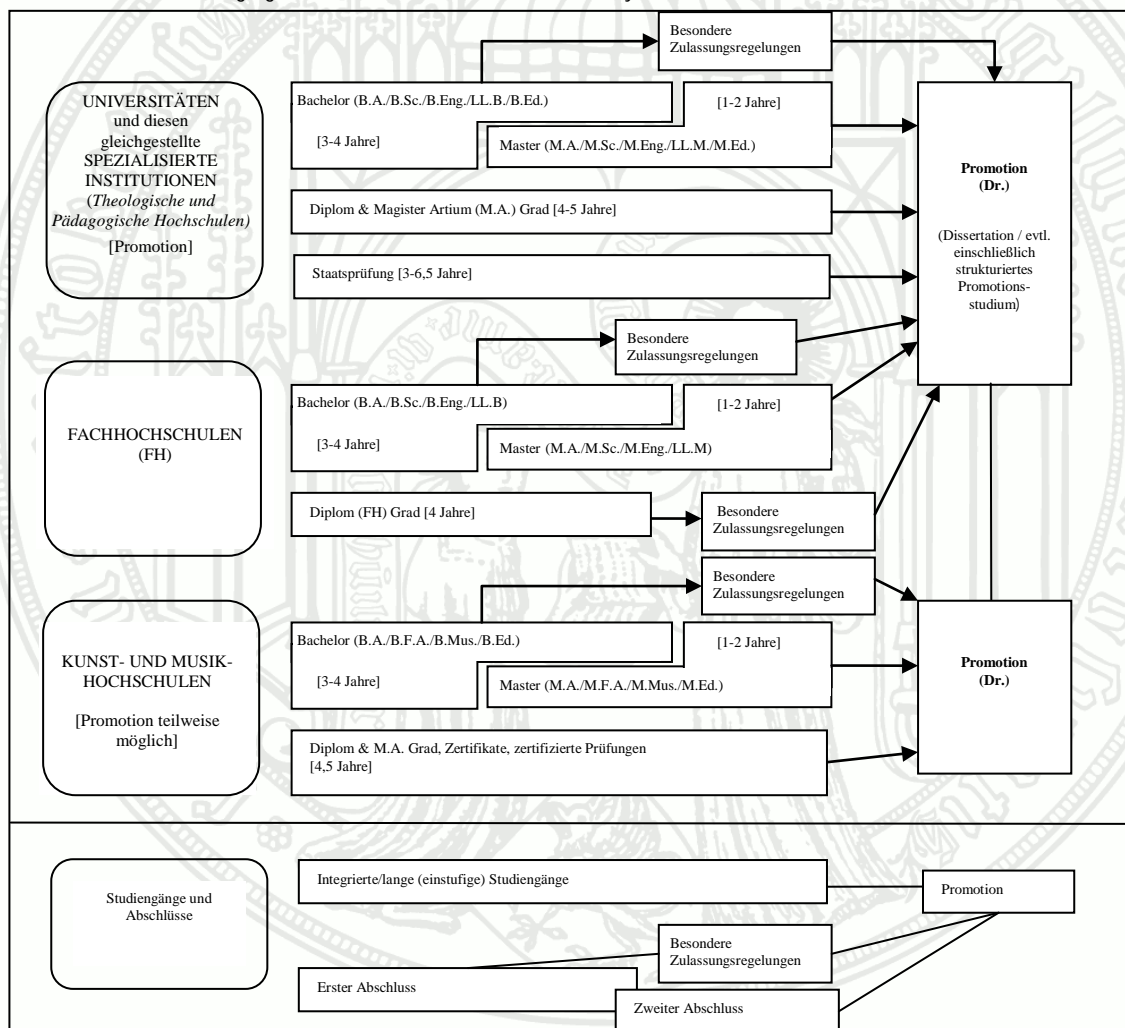 Besondere
Zulassungsregelungen
UNIVERSITÄTEN
und diesen
gleichgestellte
SPEZIALISIERTE
INSTITUTIONEN
(Theologische und
Pädagogische Hochschulen)
[Promotion]
Bachelor (B.A./B.Sc./B.Eng./LL.B./B.Ed.)
[3-4 Jahre]
[1-2 Jahre]
Master (M.A./M.Sc./M.Eng./LL.M./M.Ed.)
Diplom & Magister Artium (M.A.) Grad [4-5 Jahre]
Staatsprüfung [3-6,5 Jahre]
Promotion
(Dr.)
(Dissertation / evtl.
einschließlich
strukturiertes
Promotions-
studium)
FACHHOCHSCHULEN
(FH)
Besondere
Zulassungsregelungen
Bachelor (B.A./B.Sc./B.Eng./LL.B)
[3-4 Jahre]
[1-2 Jahre]
Master (M.A./M.Sc./M.Eng./LL.M)
Diplom (FH) Grad [4 Jahre]
Besondere
Zulassungsregelungen
KUNST- UND MUSIK-
HOCHSCHULEN
[Promotion teilweise
möglich]
Besondere
Zulassungsregelungen
Bachelor (B.A./B.F.A./B.Mus./B.Ed.)
[3-4 Jahre]
[1-2 Jahre]
Master (M.A./M.F.A./M.Mus./M.Ed.)
Diplom & M.A. Grad, Zertifikate, zertifizierte Prüfungen
[4,5 Jahre]
Promotion
(Dr.)
Studiengänge und
Abschlüsse
Integrierte/lange (einstufige) Studiengänge
Promotion
Besondere
Zulassungsregelungen
Erster Abschluss
Zweiter Abschluss